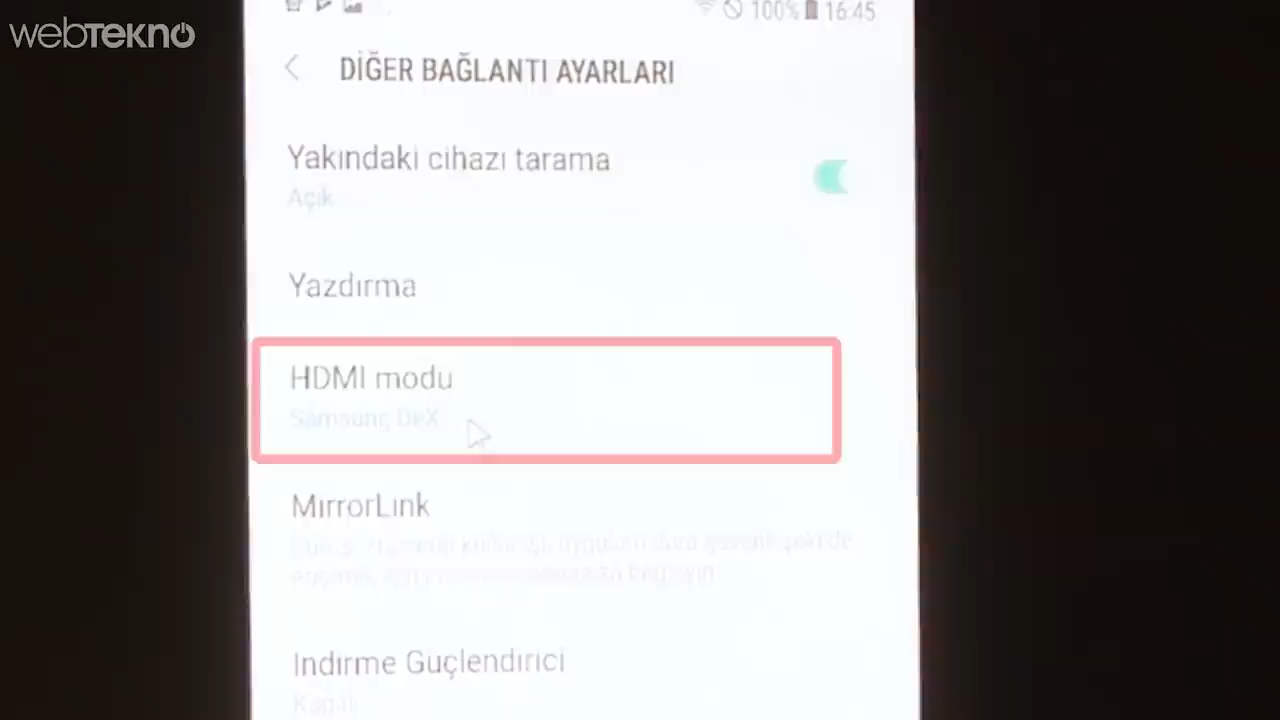 webTEKNO
100% 16:45
DİĞER BAĞLANTI AYARLARI
Yakındaki cihazı tarama
Açık
Yazdırma
HDMI modu
Samsung DeX
MirrorLink
İndirme Güçlendirici
Kapalı